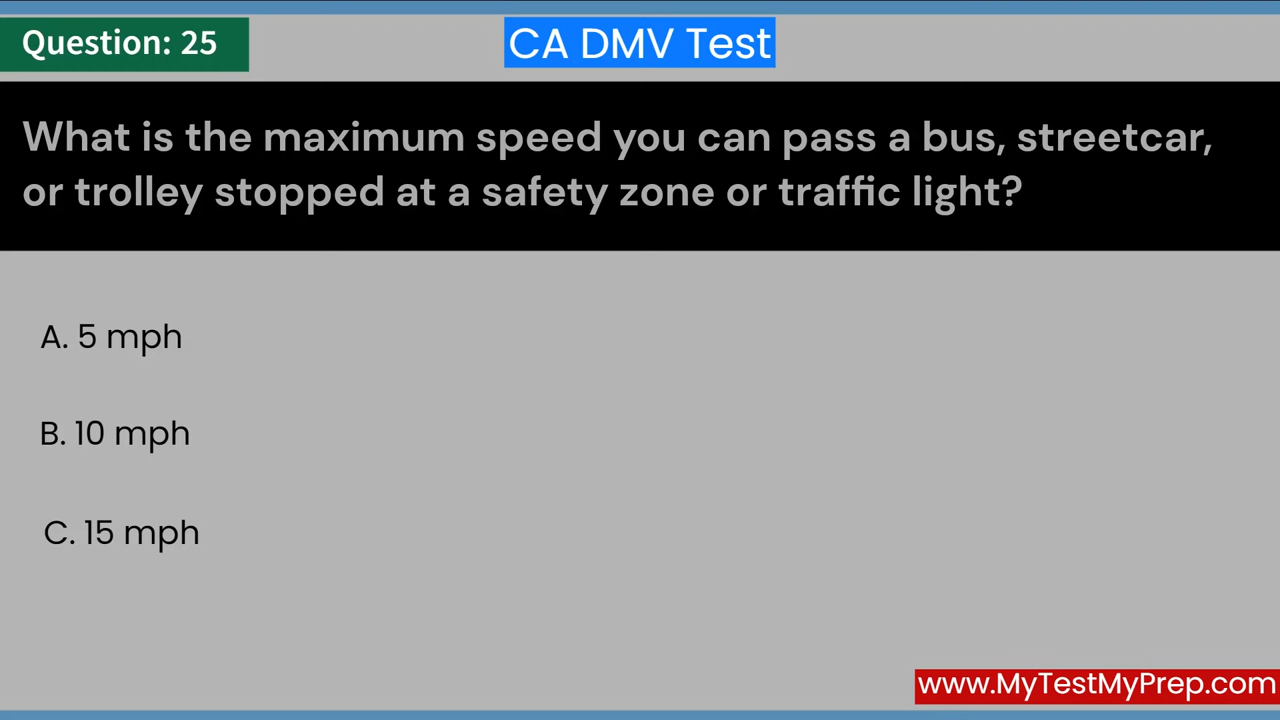 Question: 25
CA DMV Test
What is the maximum speed you can pass a bus, streetcar,
or trolley stopped at a safety zone or traffic light?
A. 5 mph
B. 10 mph
C. 15 mph
www.MyTestMyPrep.com